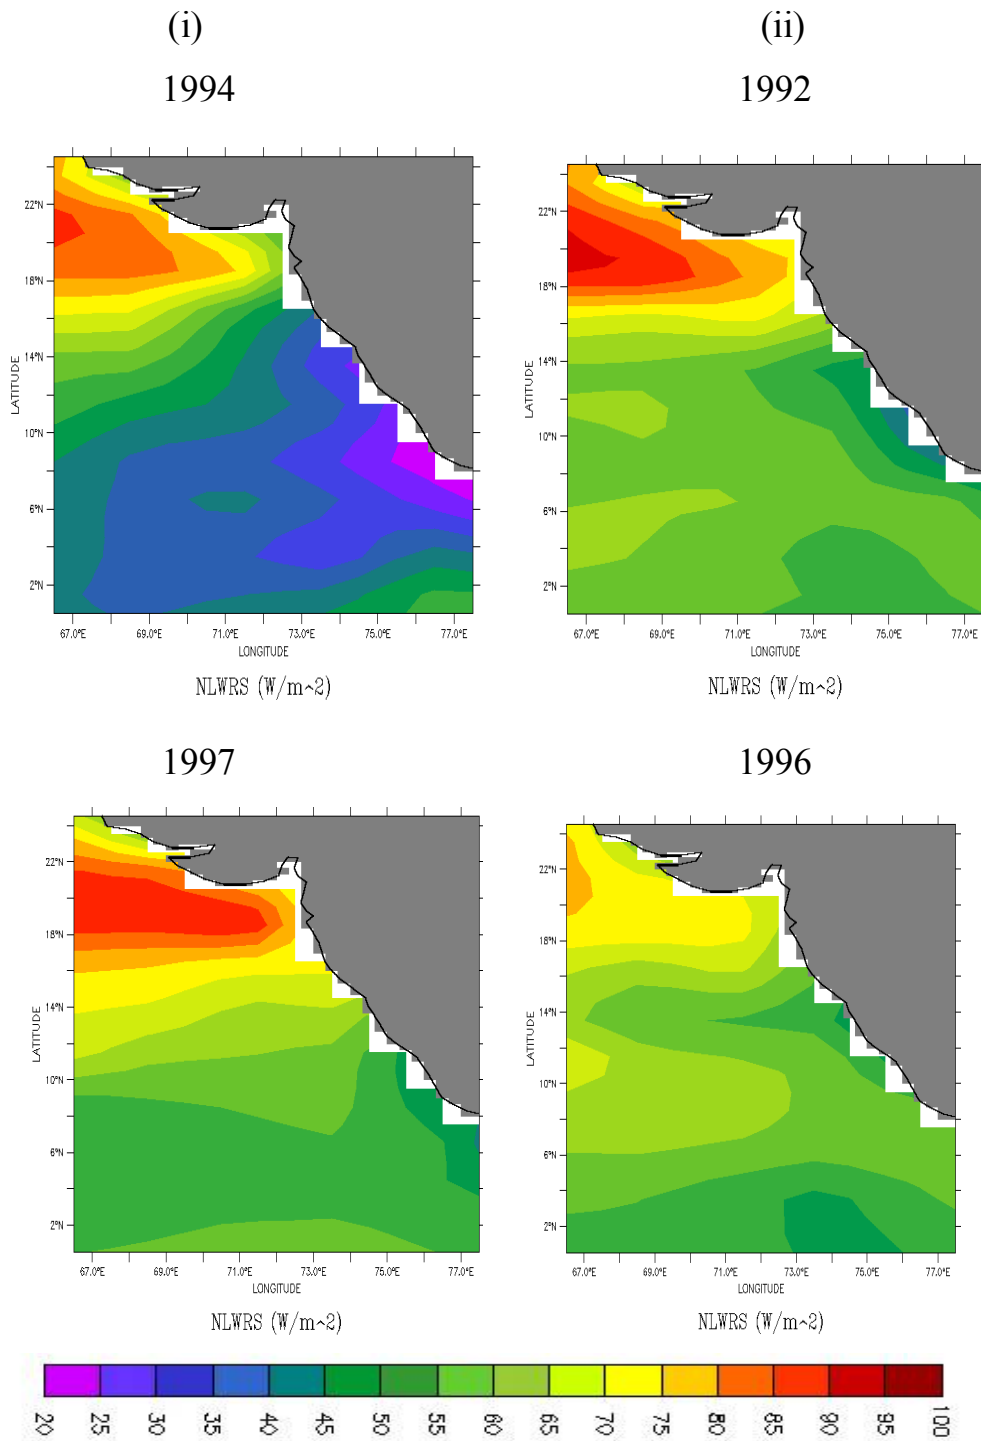 (i) (ii)
1994 1992
22°N
18°N
14°N
10°N
6°N
2°N
LATITUDE
67.0°E 69.0°E 71.0°E 73.0°E 75.0°E 77.0°E
LONGITUDE
NLWRS (W/m^2)
22°N
18°N
14°N
10°N
6°N
2°N
LATITUDE
67.0°E 69.0°E 71.0°E 73.0°E 75.0°E 77.0°E
LONGITUDE
NLWRS (W/m^2)
1997 1996
22°N
18°N
14°N
10°N
6°N
2°N
LATITUDE
67.0°E 69.0°E 71.0°E 73.0°E 75.0°E 77.0°E
LONGITUDE
NLWRS (W/m^2)
22°N
18°N
14°N
10°N
6°N
2°N
LATITUDE
67.0°E 69.0°E 71.0°E 73.0°E 75.0°E 77.0°E
LONGITUDE
NLWRS (W/m^2)
20 25 30 35 40 45 50 55 60 65 70 75 80 85 90 95 100